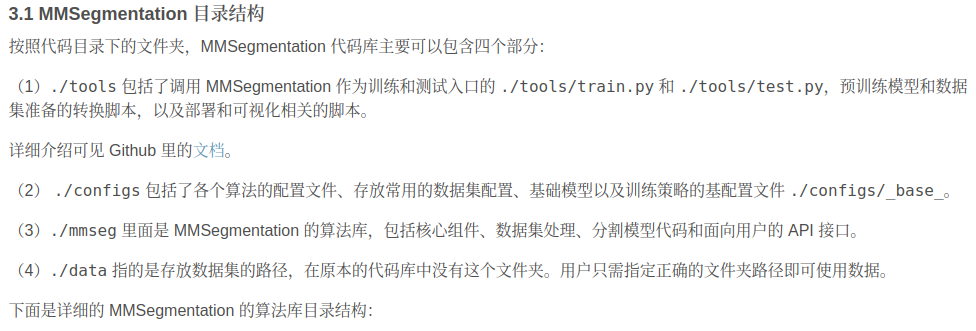 3.1 MMSegmentation 目录结构
按照代码目录下的文件夹，MMSegmentation 代码库主要可以包含四个部分：
（1）./tools 包括了调用 MMSegmentation 作为训练和测试入口的 ./tools/train.py 和 ./tools/test.py，预训练模型和数据
集准备的转换脚本，以及部署和可视化相关的脚本。
详细介绍可见 Github 里的文档。
（2） ./configs 包括了各个算法的配置文件、存放常用的数据集配置、基础模型以及训练策略的基配置文件 ./configs/_base_。
（3）./mmseg 里面是 MMSegmentation 的算法库，包括核心组件、数据集处理、分割模型代码和面向用户的 API 接口。
（4）./data 指的是存放数据集的路径，在原本的代码库中没有这个文件夹。用户只需指定正确的文件夹路径即可使用数据。
下面是详细的 MMSegmentation 的算法库目录结构：